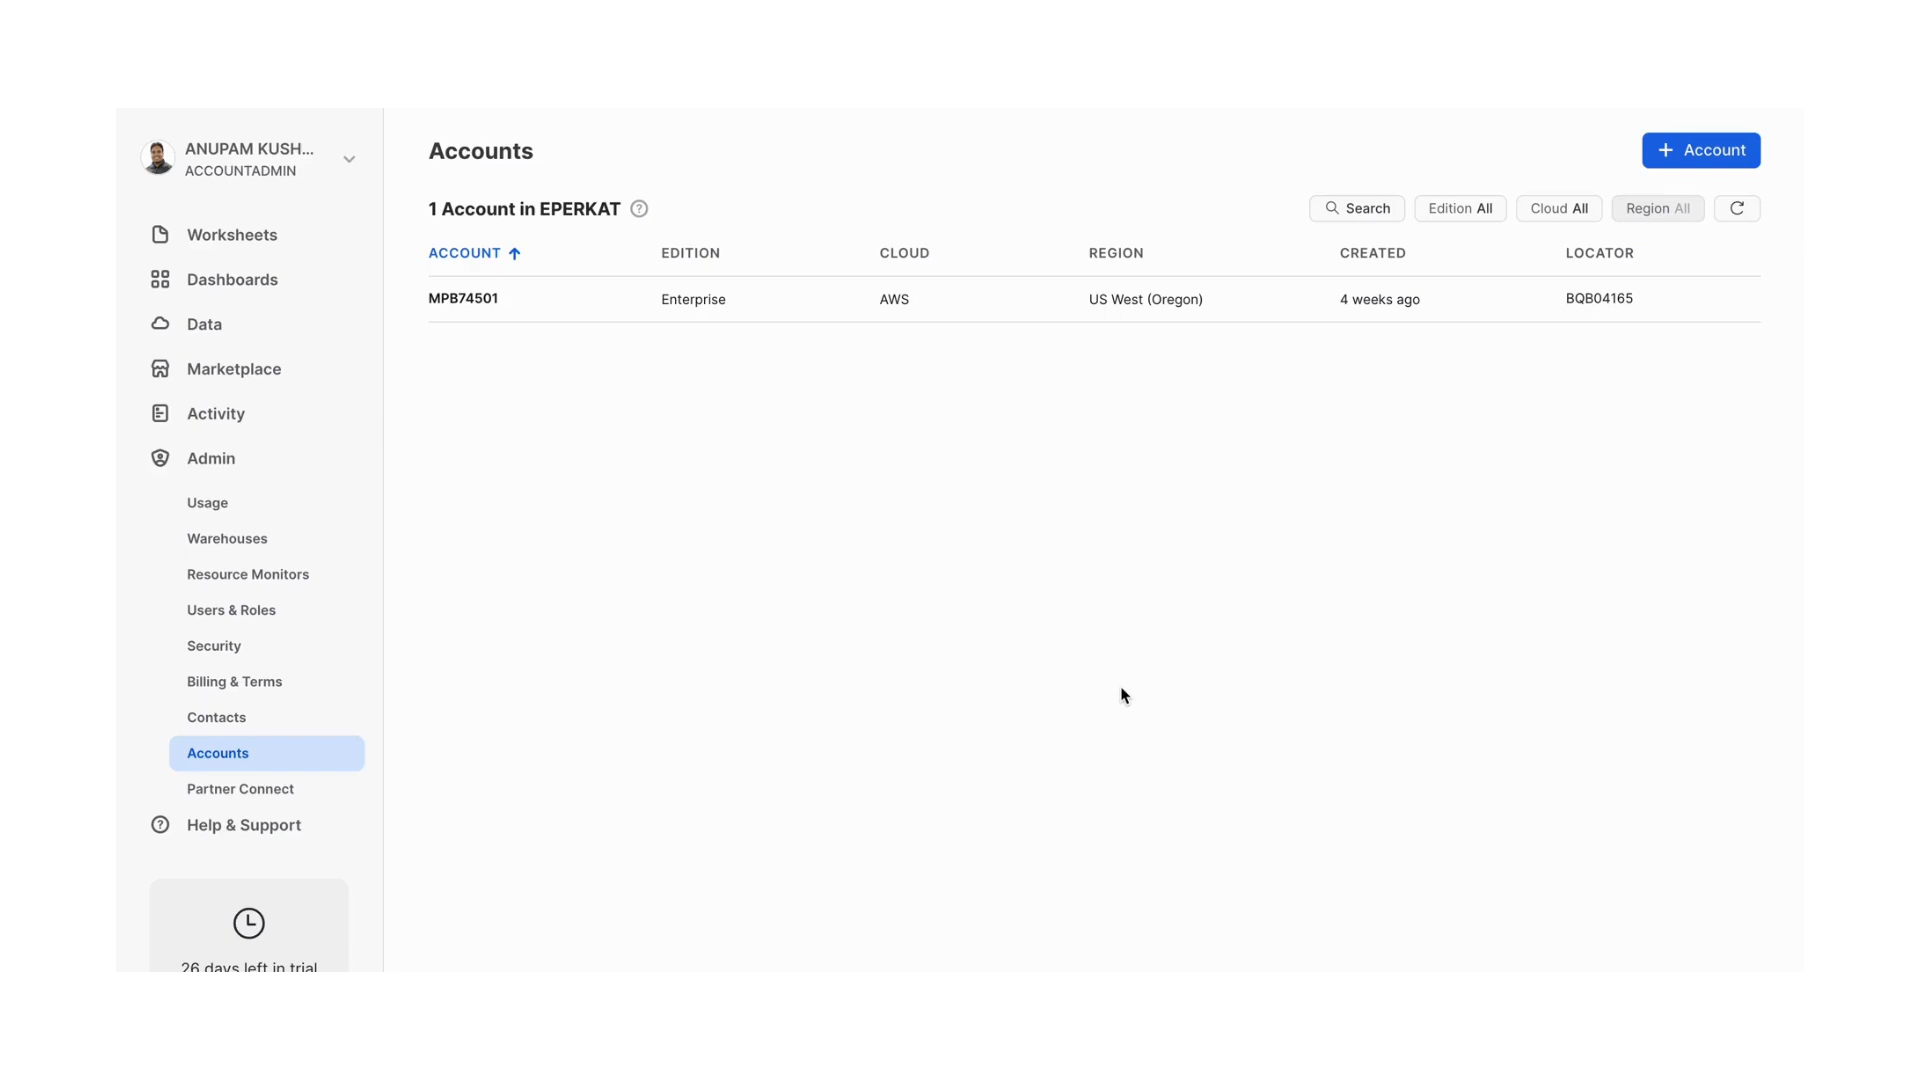 ANUPAM KUSH...
ACCOUNTADMIN
Worksheets
Dashboards
Data
Marketplace
Activity
Admin
Usage
Warehouses
Resource Monitors
Users & Roles
Security
Billing & Terms
Contacts
Accounts
Partner Connect
Help & Support
26 days left in trial
Accounts
+ Account
1 Account in EPERKAT
Search Edition All Cloud All Region All
ACCOUNT EDITION CLOUD REGION CREATED LOCATOR
MPB74501 Enterprise AWS US West (Oregon) 4 weeks ago BQB04165